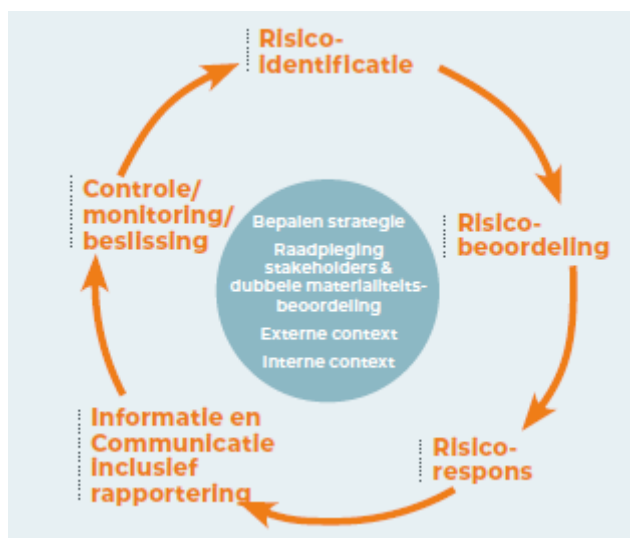 Risico-
identificatie
Risico-
beoordeling
Risico-
respons
Informatie en
Communicatie
inclusief
rapportering
Controle/
monitoring/
beslissing
Bepalen strategie
Raadpleging
stakeholders &
dubbele materialiteits-
beoordeling
Externe context
Interne context